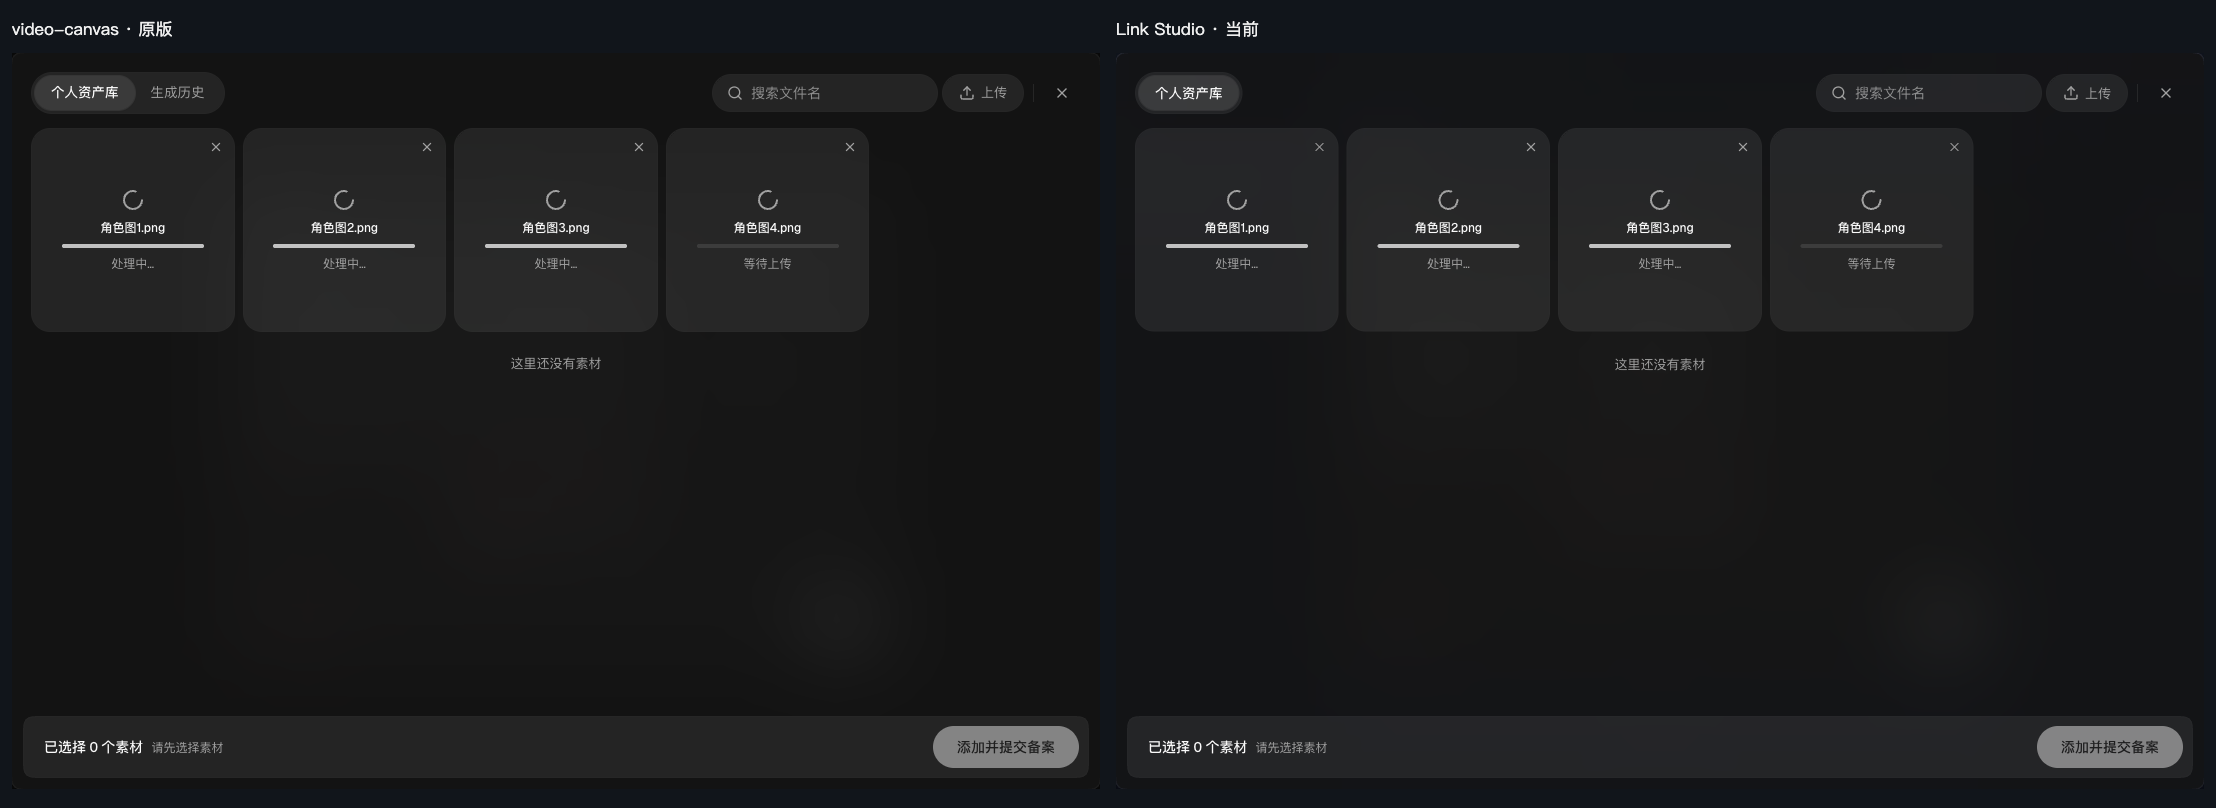 video-canvas · 原版
个人资产库 生成历史 搜索文件名 上传
角色图1.png 角色图2.png 角色图3.png 角色图4.png
处理中... 处理中... 处理中... 等待上传
这里还没有素材
已选择 0 个素材 请先选择素材 添加并提交备案
Link Studio · 当前
个人资产库 搜索文件名 上传
角色图1.png 角色图2.png 角色图3.png 角色图4.png
处理中... 处理中... 处理中... 等待上传
这里还没有素材
已选择 0 个素材 请先选择素材 添加并提交备案